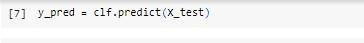 [7] y_pred = clf.predict(X_test)